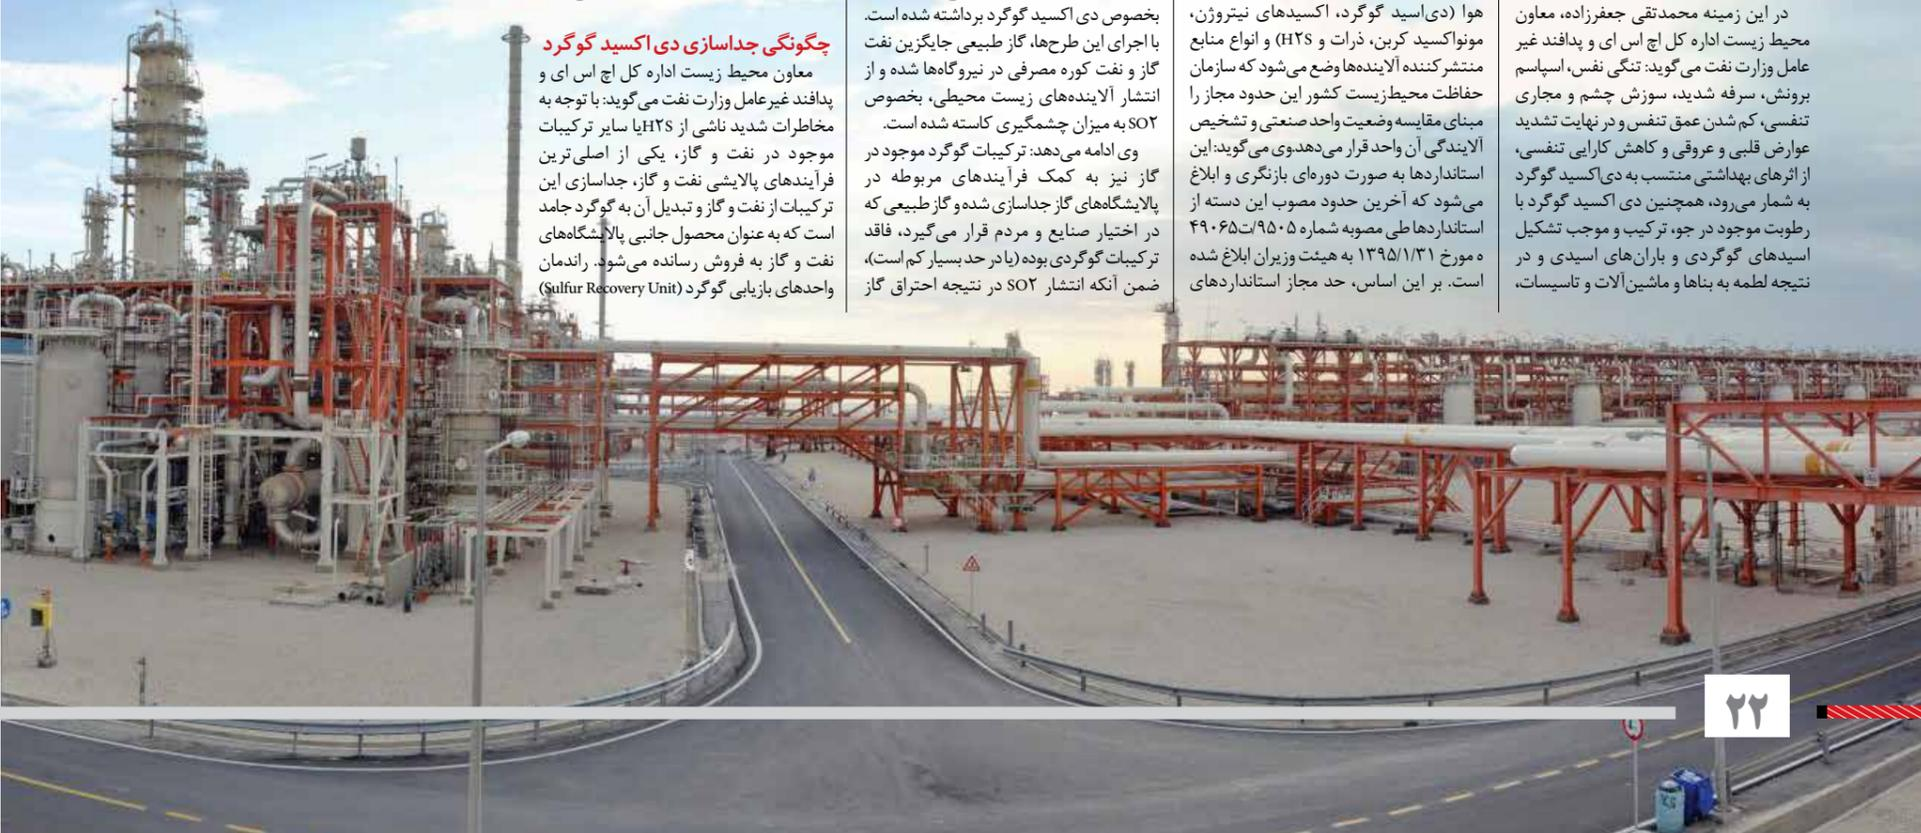 در این زمینه محمدتقی جعفرزاده، معاون
محیط زیست اداره کل اچ اس ای و پدافند غیر
عامل وزارت نفت می‌گوید: تنگی نفس، اسپاسم
برونش، سرفه شدید، سوزش چشم و مجاری
تنفسی، کم شدن عمق تنفس و در نهایت تشدید
عوارض قلبی و عروقی و کاهش کارایی تنفسی،
از اثرهای بهداشتی منتسب به دی‌اکسید گوگرد
به شمار می‌رود، همچنین دی اکسید گوگرد با
رطوبت موجود در جو، ترکیب و موجب تشکیل
اسیدهای گوگردی و باران‌های اسیدی و در
نتیجه لطمه به بناها و ماشین‌آلات و تاسیسات،
هوا (دی‌اسید گوگرد، اکسیدهای نیتروژن،
مونواکسید کربن، ذرات و H۲S) و انواع منابع
منتشرکننده آلاینده‌ها وضع می‌شود که سازمان
حفاظت محیط‌زیست کشور این حدود مجاز را
مبنای مقایسه وضعیت واحد صنعتی و تشخیص
آلایندگی آن واحد قرار می‌دهد.وی می‌گوید: این
استانداردها به صورت دوره‌ای بازنگری و ابلاغ
می‌شود که آخرین حدود مصوب این دسته از
استانداردها طی مصوبه شماره ۹۵۰۵/ت۴۹۰۶۵
ه مورخ ۱۳۹۵/۱/۳۱ به هیئت وزیران ابلاغ شده
است. بر این اساس، حد مجاز استانداردهای
بخصوص دی اکسید گوگرد برداشته شده است.
با اجرای این طرح‌ها، گاز طبیعی جایگزین نفت
گاز و نفت کوره مصرفی در نیروگاه‌ها شده و از
انتشار آلاینده‌های زیست محیطی، بخصوص
SO۲ به میزان چشمگیری کاسته شده است.
وی ادامه می‌دهد: ترکیبات گوگرد موجود در
گاز نیز به کمک فرآیندهای مربوطه در
پالایشگاه‌های گاز جداسازی شده و گاز طبیعی که
در اختیار صنایع و مردم قرار می‌گیرد، فاقد
ترکیبات گوگردی بوده (یا در حد بسیار کم است)،
ضمن آنکه انتشار SO۲ در نتیجه احتراق گاز
چگونگی جداسازی دی اکسید گوگرد
معاون محیط زیست اداره کل اچ اس ای و
پدافند غیرعامل وزارت نفت می‌گوید: با توجه به
مخاطرات شدید ناشی از H۲Sیا سایر ترکیبات
موجود در نفت و گاز، یکی از اصلی‌ترین
فرآیندهای پالایشی نفت و گاز، جداسازی این
ترکیبات از نفت و گاز و تبدیل آن به گوگرد جامد
است که به عنوان محصول جانبی پالایشگاه‌های
نفت و گاز به فروش رسانده می‌شود. راندمان
واحدهای بازیابی گوگرد (Sulfur Recovery Unit)
۲۲